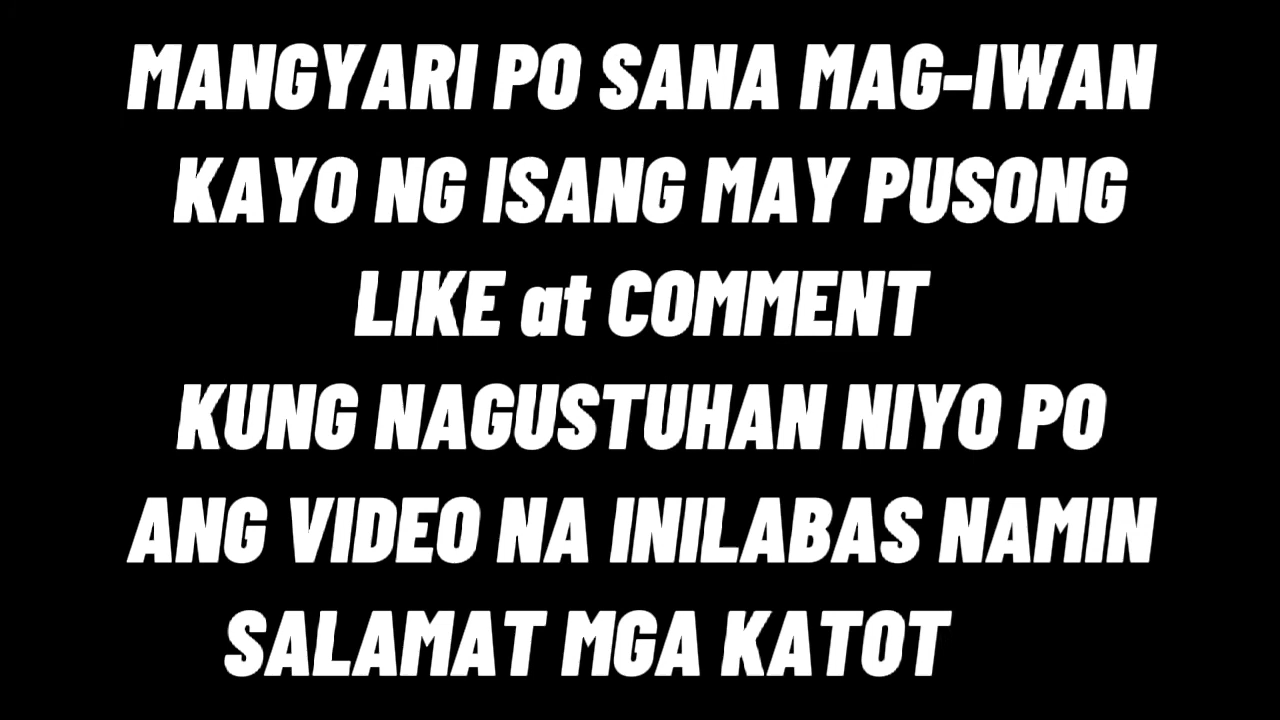 MANGYARI PO SANA MAG-IWAN
KAYO NG ISANG MAY PUSONG
LIKE at COMMENT
KUNG NAGUSTUHAN NIYO PO
ANG VIDEO NA INILABAS NAMIN
SALAMAT MGA KATOT